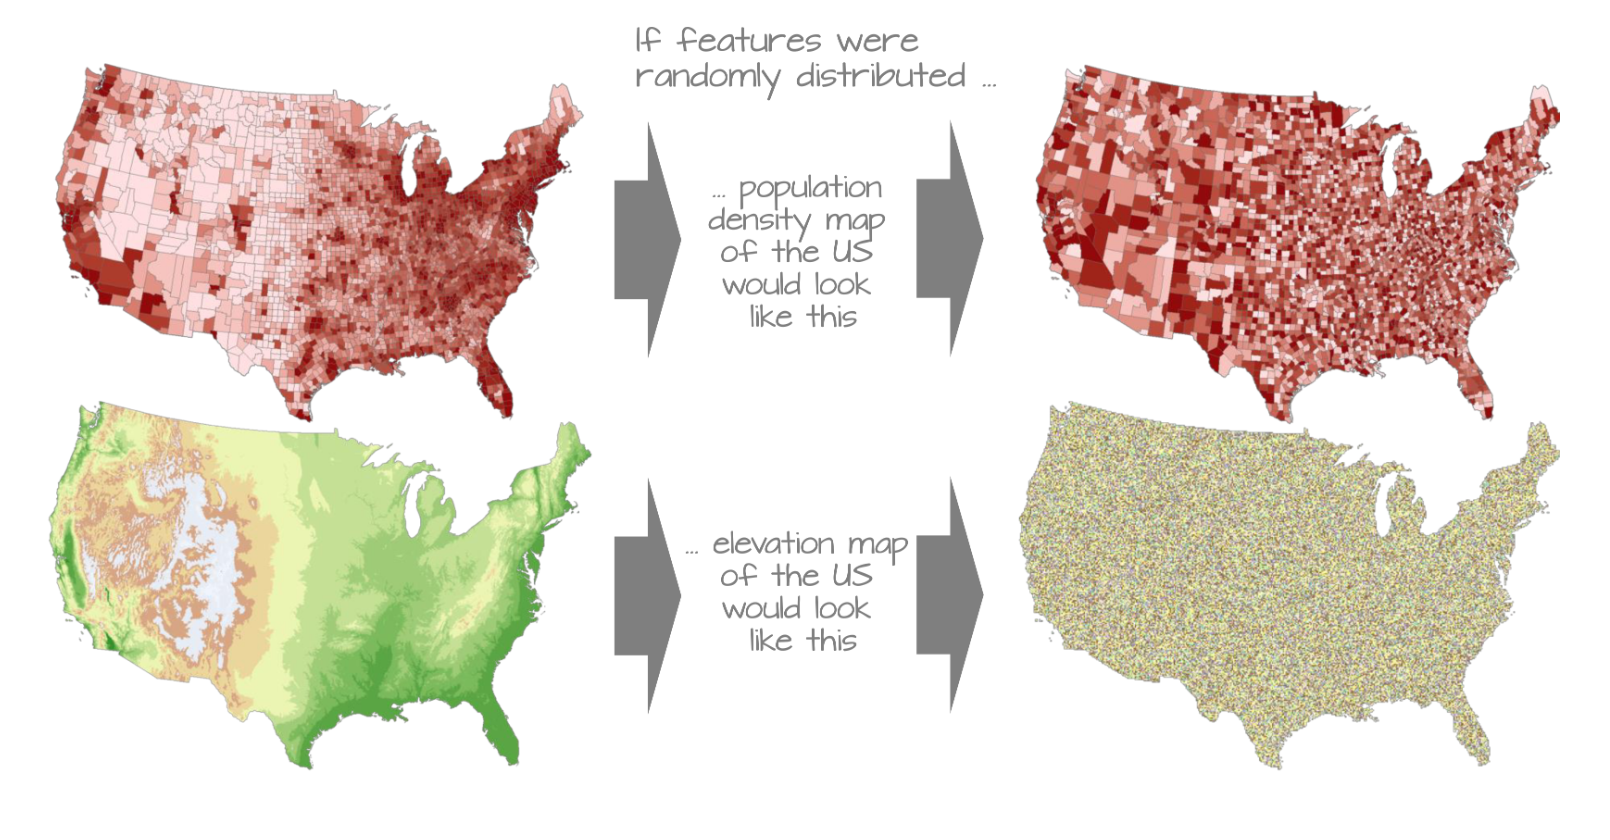 If features were
randomly distributed ...
... population
density map
of the US
would look
like this
... elevation map
of the US
would look
like this